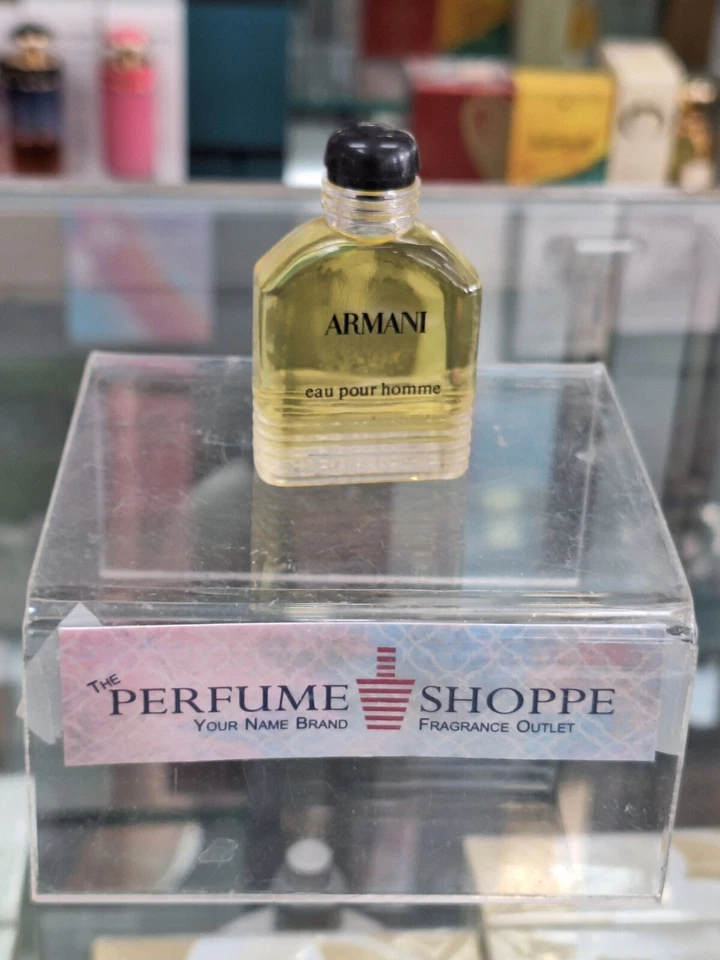 ARMANI
eau pour homme
THE PERFUME SHOPPE
YOUR NAME BRAND FRAGRANCE OUTLET